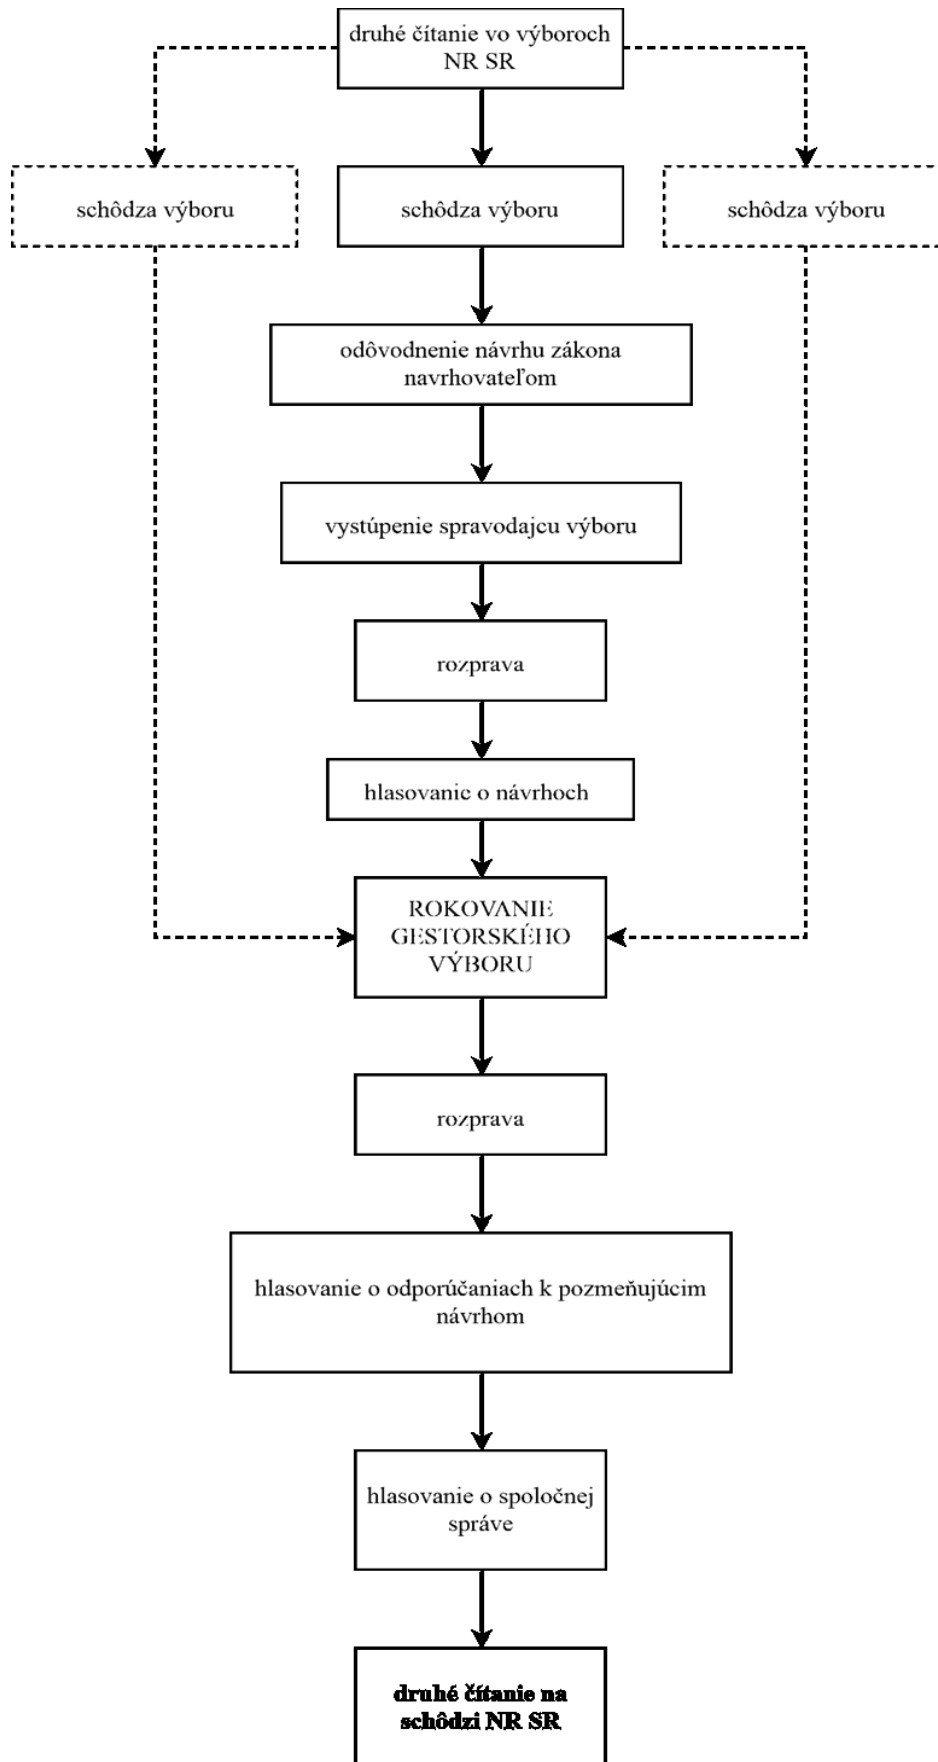 druhé čítanie vo výboroch
NR SR
schôdza výboru
schôdza výboru
schôdza výboru
odôvodnenie návrhu zákona
navrhovateľom
vystúpenie spravodajcu výboru
rozprava
hlasovanie o návrhoch
ROKOVANIE
GESTORSKÉHO
VÝBORU
rozprava
hlasovanie o odporúčaniach k pozmeňujúcim
návrhom
hlasovanie o spoločnej
správe
druhé čítanie na
schôdzi NR SR